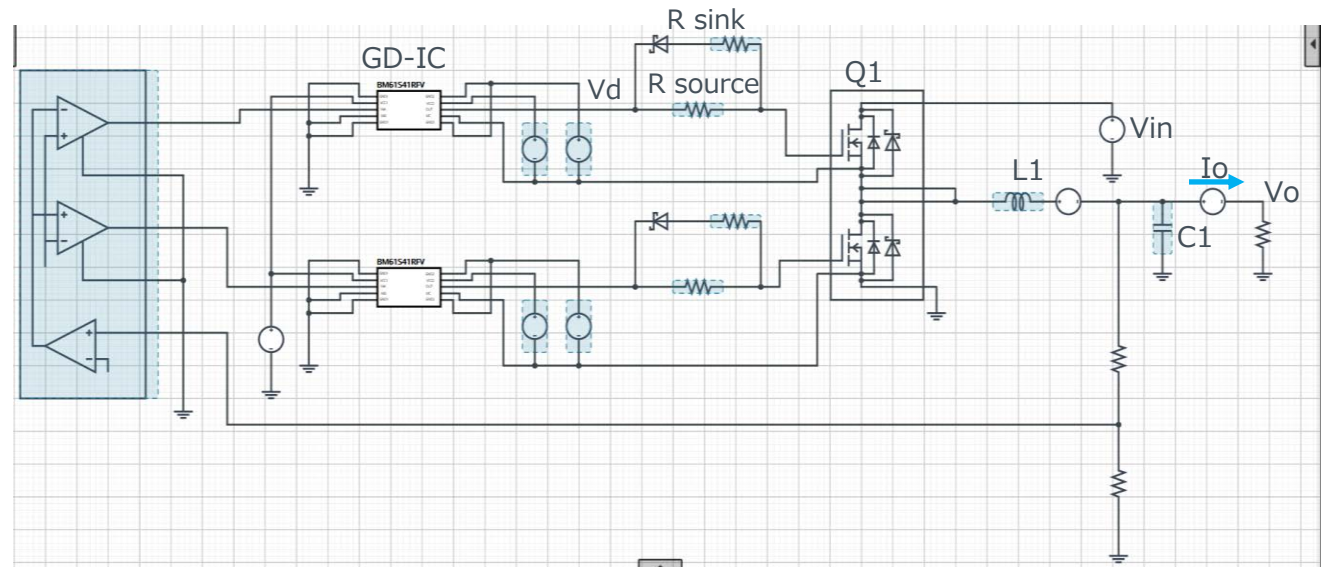 R sink
GD-IC
BM61S41RFV
Vd
R source
Q1
Vin
L1
Io
Vo
C1
BM61S41RFV